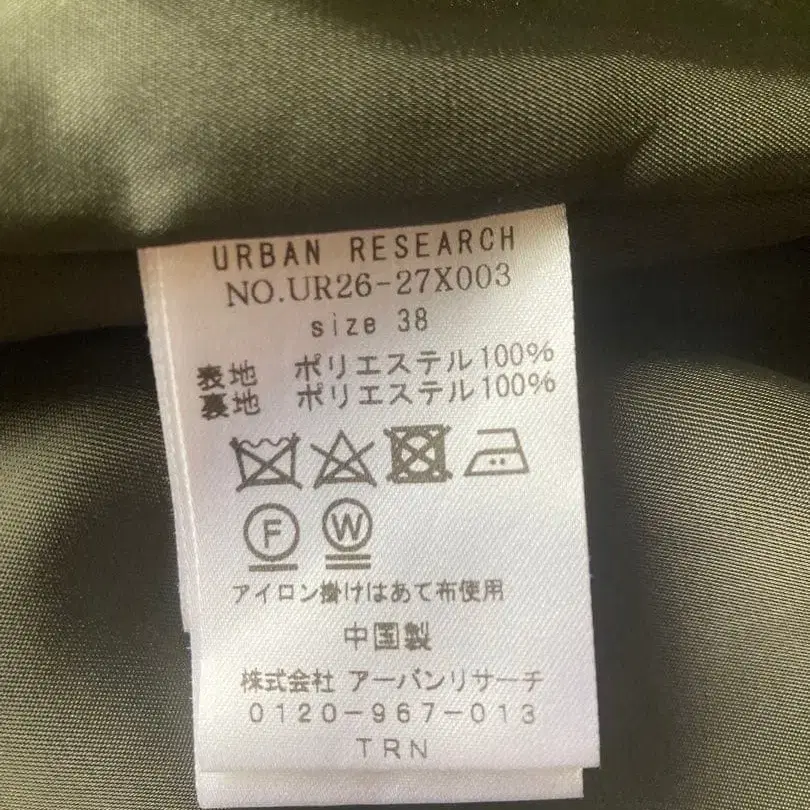 URBAN RESEARCH
NO.UR26-27X003
size 38
表地 ポリエステル100%
裏地 ポリエステル100%
F W
アイロン掛けはあて布使用
中国製
株式会社 アーバンリサーチ
0120-967-013
TRN